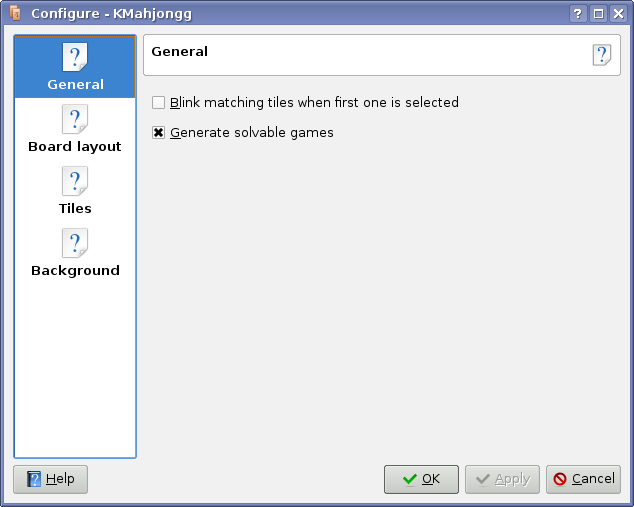 Configure - KMahjongg
General
General
Board layout
Tiles
Background
Blink matching tiles when first one is selected
Generate solvable games
Help
OK
Apply
Cancel